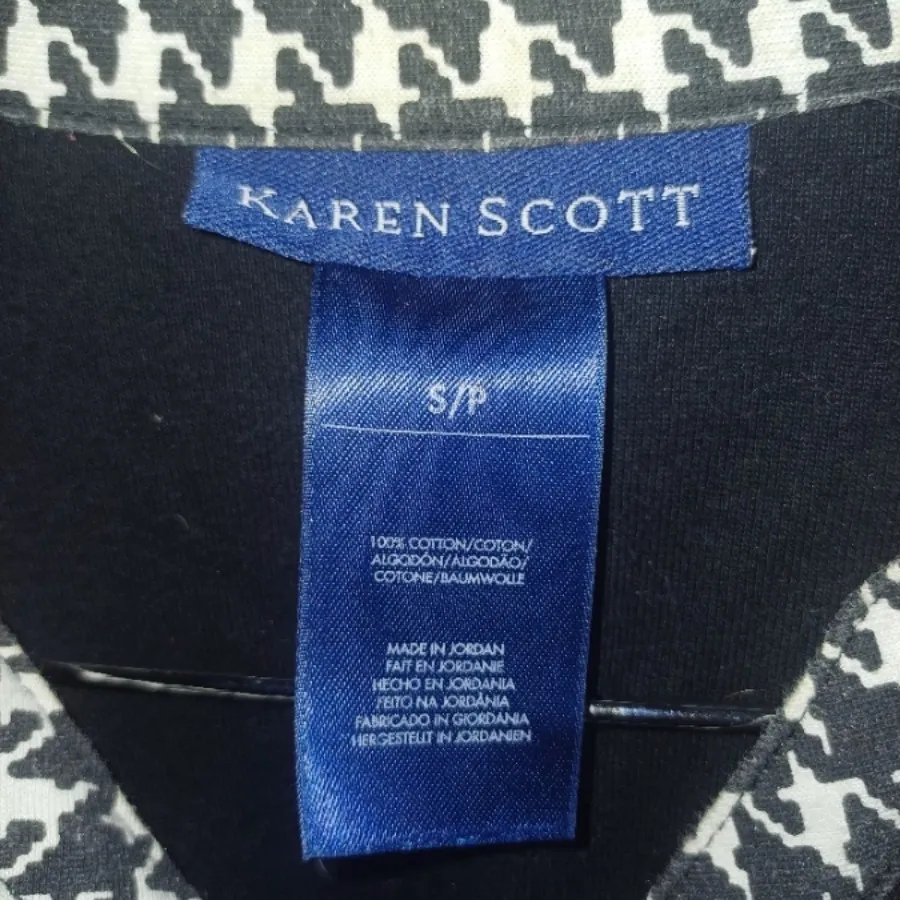 KAREN SCOTT
S/P
100% COTTON/COTON/
ALGODÓN/ALGODÃO/
COTONE/BAUMWOLLE
MADE IN JORDAN
FAIT EN JORDANIE
HECHO EN JORDANIA
FEITO NA JORDÂNIA
FABRICADO IN GIORDANIA
HERGESTELLT IN JORDANIEN